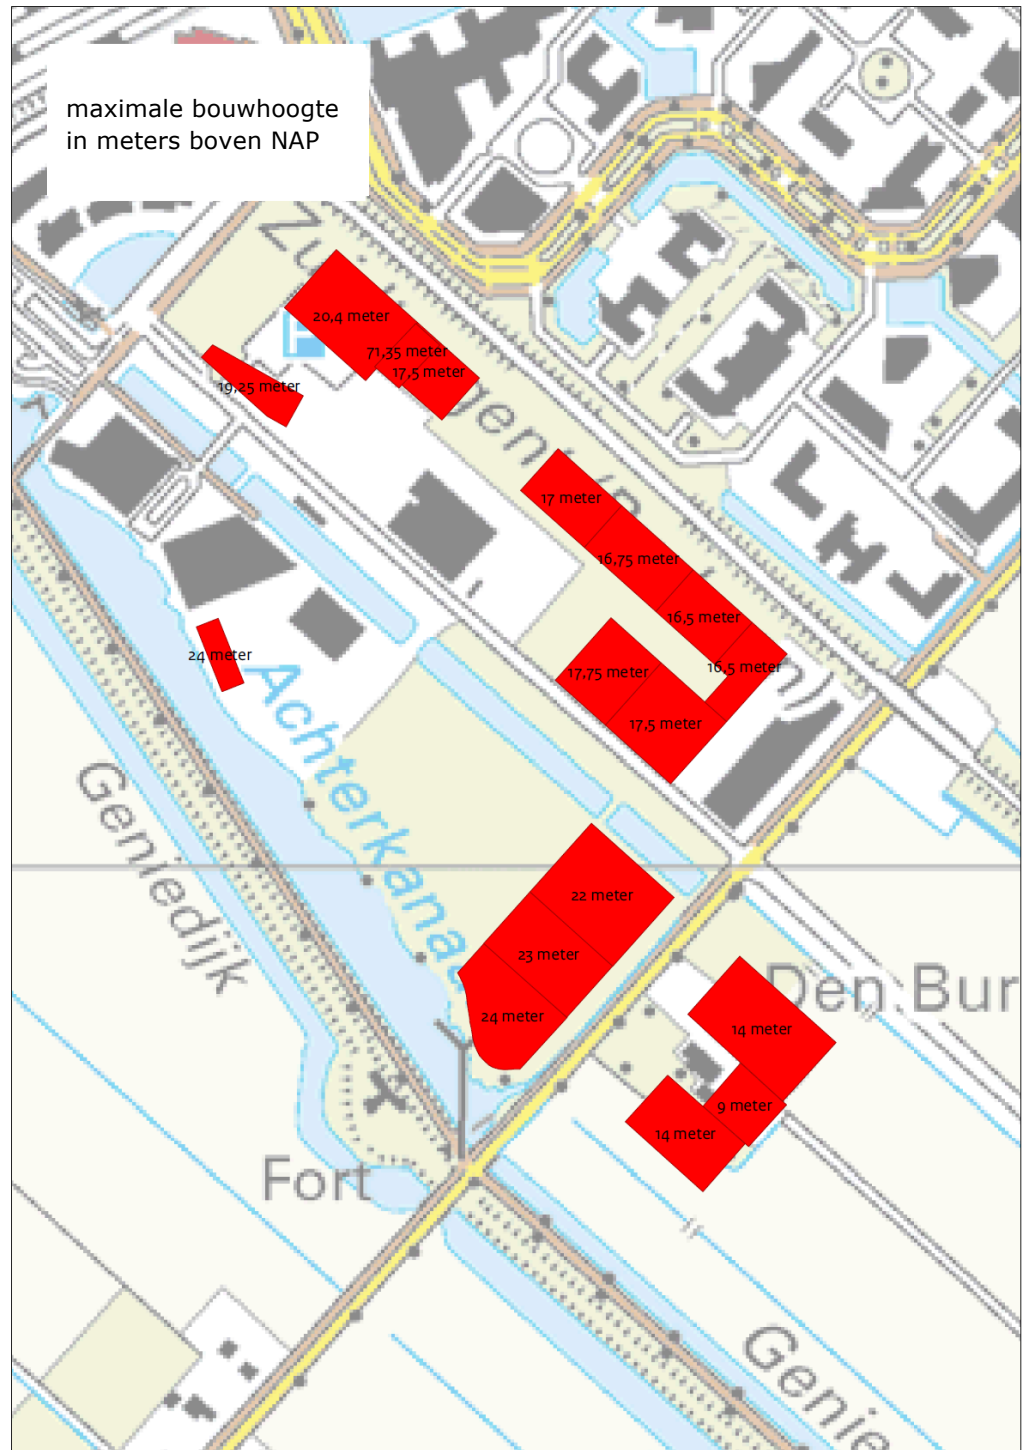 maximale bouwhoogte
in meters boven NAP
20,4 meter
71,35 meter
17,5 meter
19,25 meter
17 meter
16,75 meter
16,5 meter
16,5 meter
17,75 meter
17,5 meter
24 meter
Achterkanaal
Geniedijk
22 meter
23 meter
24 meter
Den Bur
14 meter
9 meter
14 meter
Fort
Genie